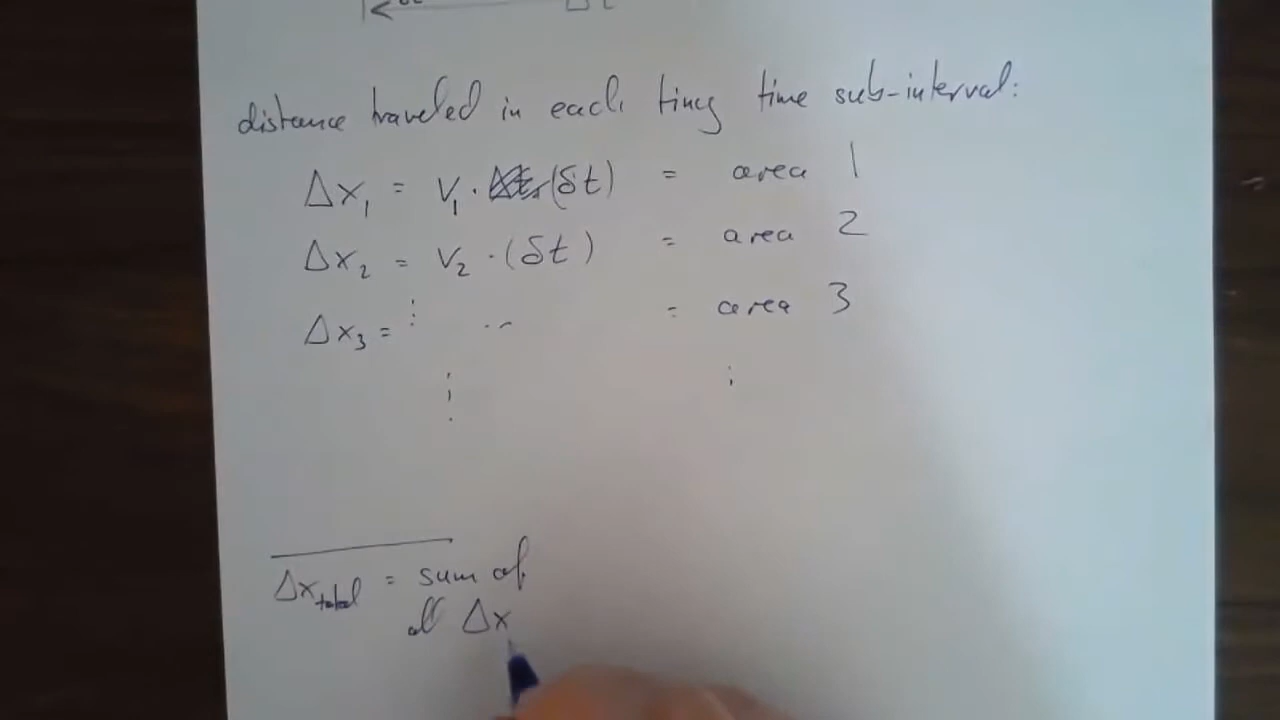 distance traveled in each tiny time sub-interval:
Δx₁ = v₁ · (δt) = area 1
Δx₂ = v₂ · (δt) = area 2
Δx₃ = ⋮ ·· = area 3
⋮ ⋮
Δx_total = sum of
all Δx